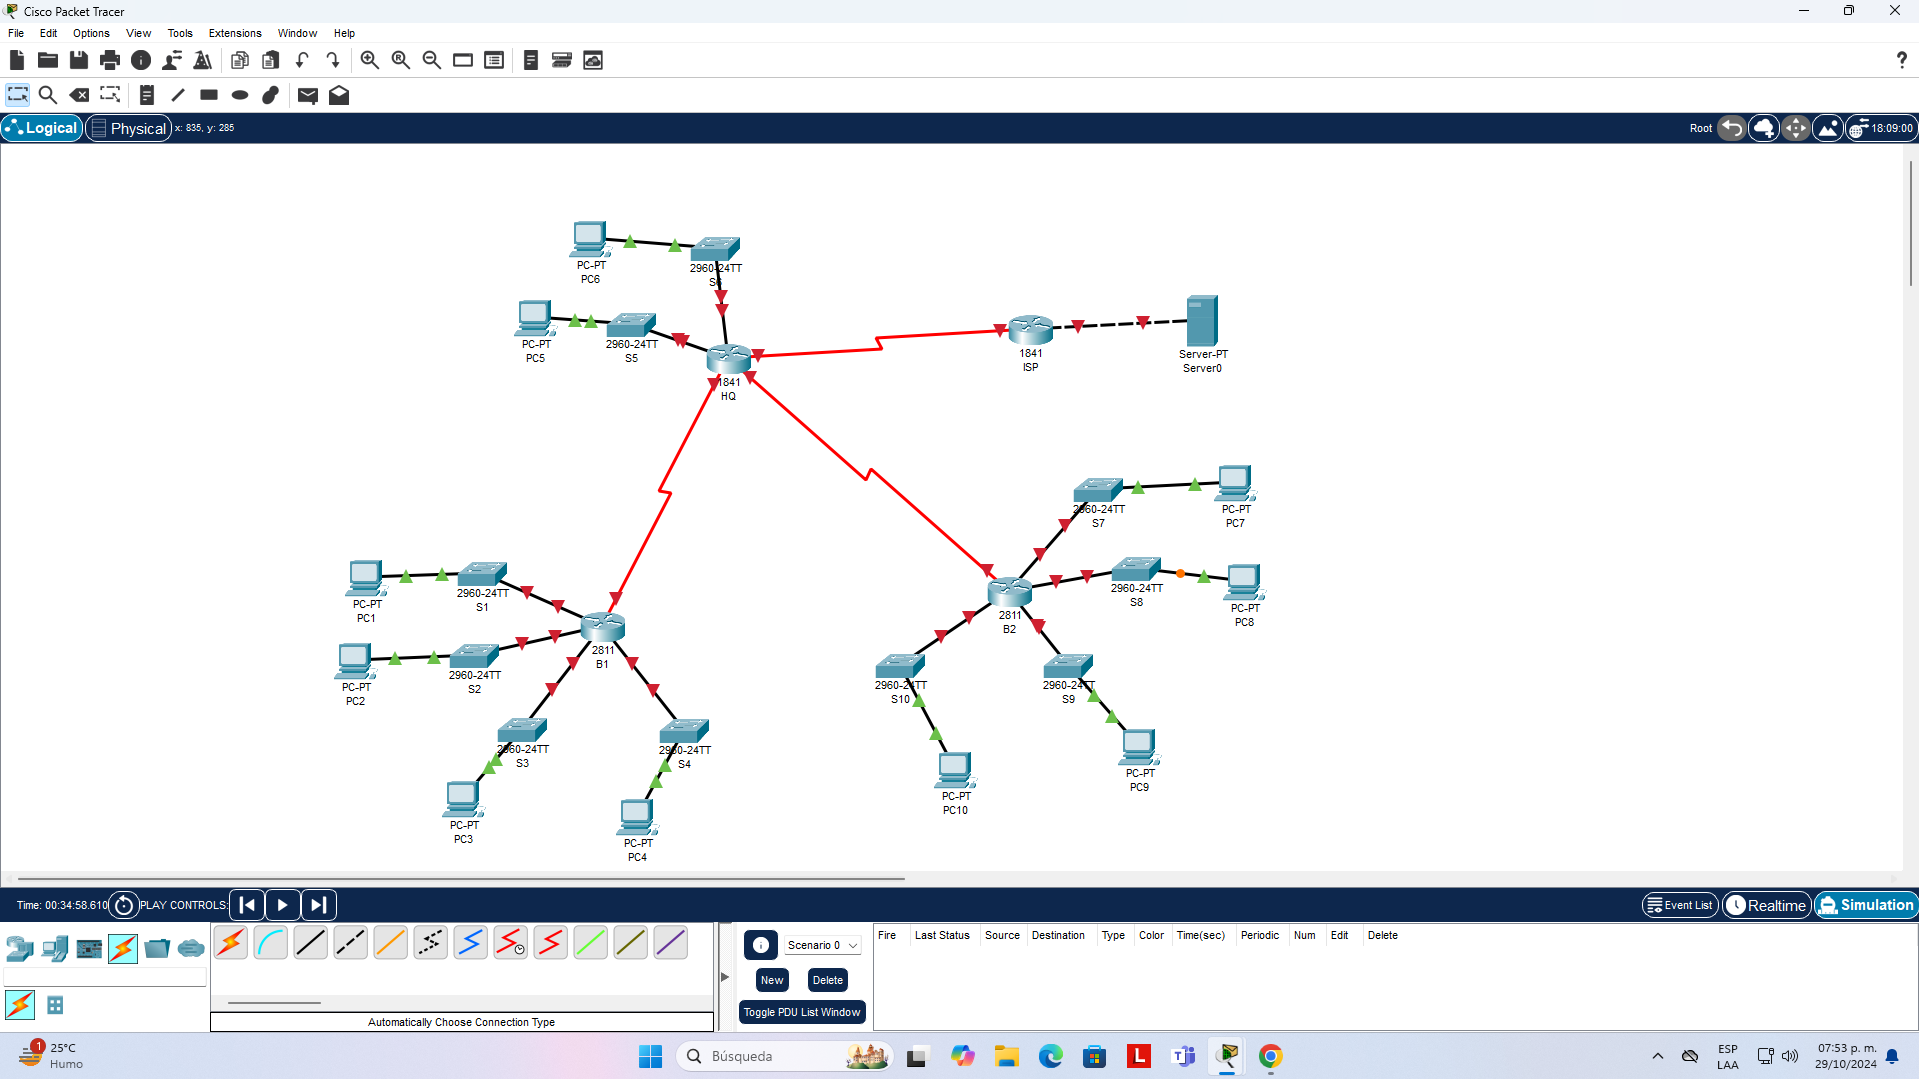 Cisco Packet Tracer
File Edit Options View Tools Extensions Window Help
Logical Physical x: 835, y: 285 Root 18:09:00
PC-PT
PC6
2960-24TT
S6
PC-PT
PC5
2960-24TT
S5
1841
HQ
1841
ISP
Server-PT
Server0
2960-24TT
S7
PC-PT
PC7
2960-24TT
S8
PC-PT
PC8
2811
B2
PC-PT
PC1
2960-24TT
S1
2811
B1
PC-PT
PC2
2960-24TT
S2
2960-24TT
S10
2960-24TT
S9
2960-24TT
S3
2960-24TT
S4
PC-PT
PC9
PC-PT
PC10
PC-PT
PC3
PC-PT
PC4
Time: 00:34:58.610 PLAY CONTROLS: Event List Realtime Simulation
Scenario 0
New Delete
Toggle PDU List Window
Fire Last Status Source Destination Type Color Time(sec) Periodic Num Edit Delete
Automatically Choose Connection Type
1
25°C
Humo
Búsqueda
L
ESP
LAA
07:53 p. m.
29/10/2024